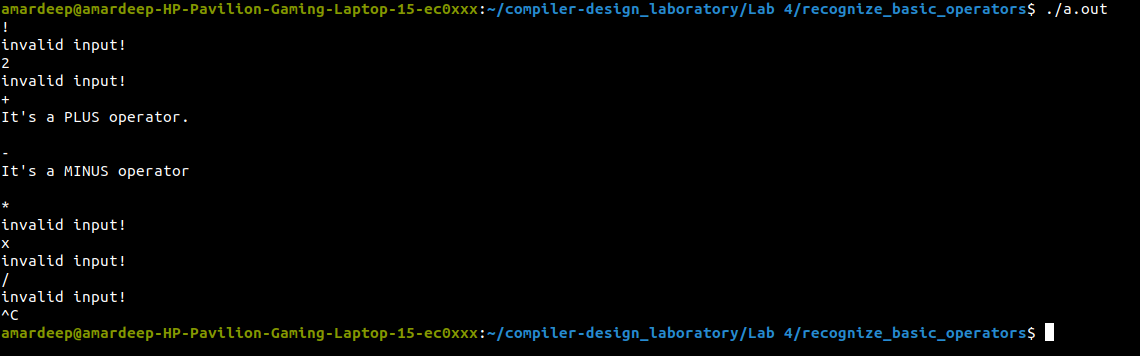 amardeep@amardeep-HP-Pavilion-Gaming-Laptop-15-ec0xxx:~/compiler-design_laboratory/Lab 4/recognize_basic_operators$ ./a.out
!
invalid input!
2
invalid input!
+
It's a PLUS operator.
-
It's a MINUS operator
*
invalid input!
x
invalid input!
/
invalid input!
^C
amardeep@amardeep-HP-Pavilion-Gaming-Laptop-15-ec0xxx:~/compiler-design_laboratory/Lab 4/recognize_basic_operators$